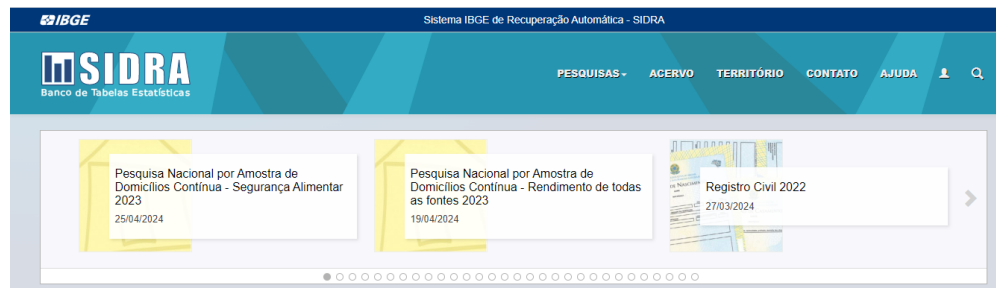 IBGE
Sistema IBGE de Recuperação Automática - SIDRA
SIDRA
Banco de Tabelas Estatísticas
PESQUISAS
ACERVO
TERRITÓRIO
CONTATO
AJUDA
Pesquisa Nacional por Amostra de
Domicílios Contínua - Segurança Alimentar
2023
25/04/2024
Pesquisa Nacional por Amostra de
Domicílios Contínua - Rendimento de todas
as fontes 2023
19/04/2024
Registro Civil 2022
27/03/2024